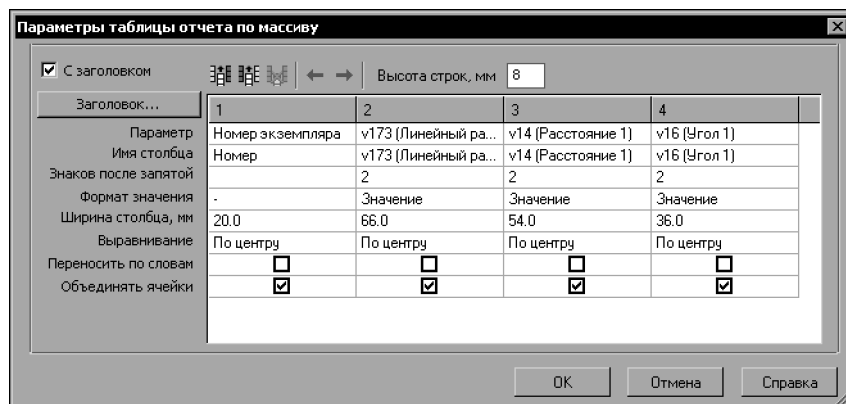 Параметры таблицы отчета по массиву
С заголовком
Высота строк, мм 8
Заголовок... 1 2 3 4
Параметр Номер экземпляра v173 (Линейный ра... v14 (Расстояние 1) v16 (Угол 1)
Имя столбца Номер v173 (Линейный ра... v14 (Расстояние 1) v16 (Угол 1)
Знаков после запятой 2 2 2
Формат значения - Значение Значение Значение
Ширина столбца, мм 20.0 66.0 54.0 36.0
Выравнивание По центру По центру По центру По центру
Переносить по словам
Объединять ячейки
OK Отмена Справка